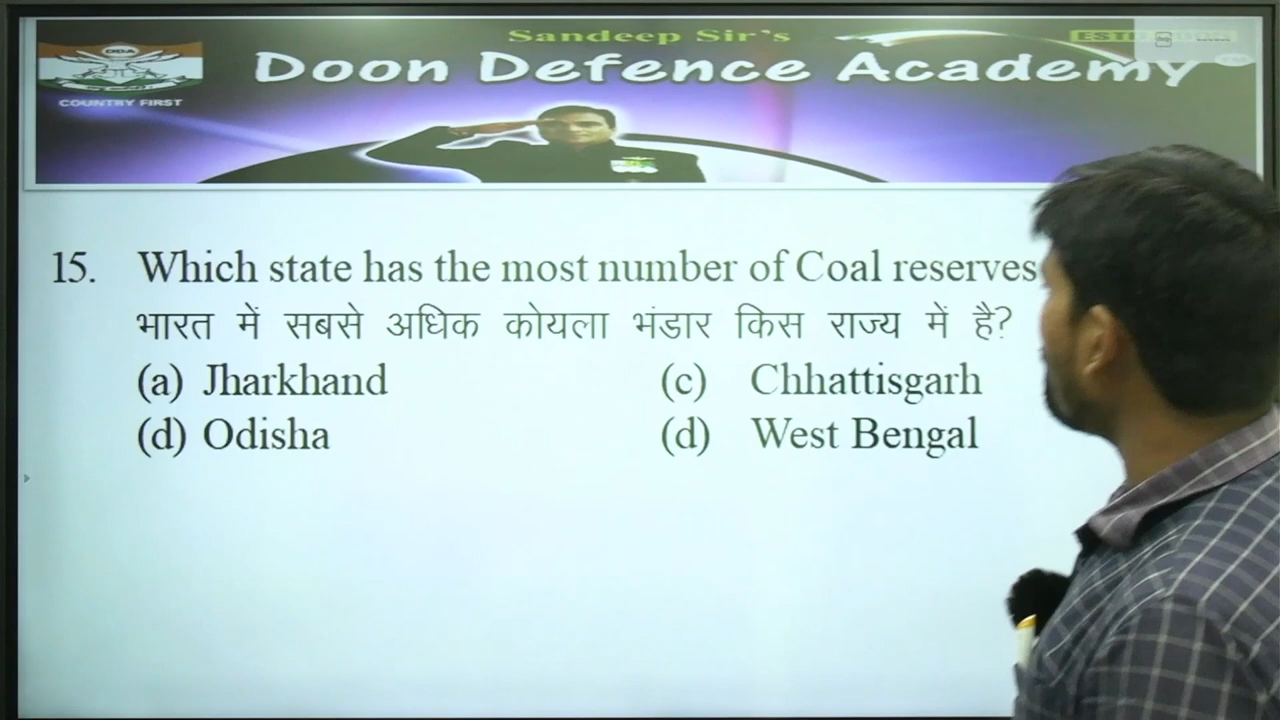 Sandeep Sir's
Doon Defence Academy
DDA
COUNTRY FIRST
15. Which state has the most number of Coal reserves
भारत में सबसे अधिक कोयला भंडार किस राज्य में है?
(a) Jharkhand (c) Chhattisgarh
(d) Odisha (d) West Bengal